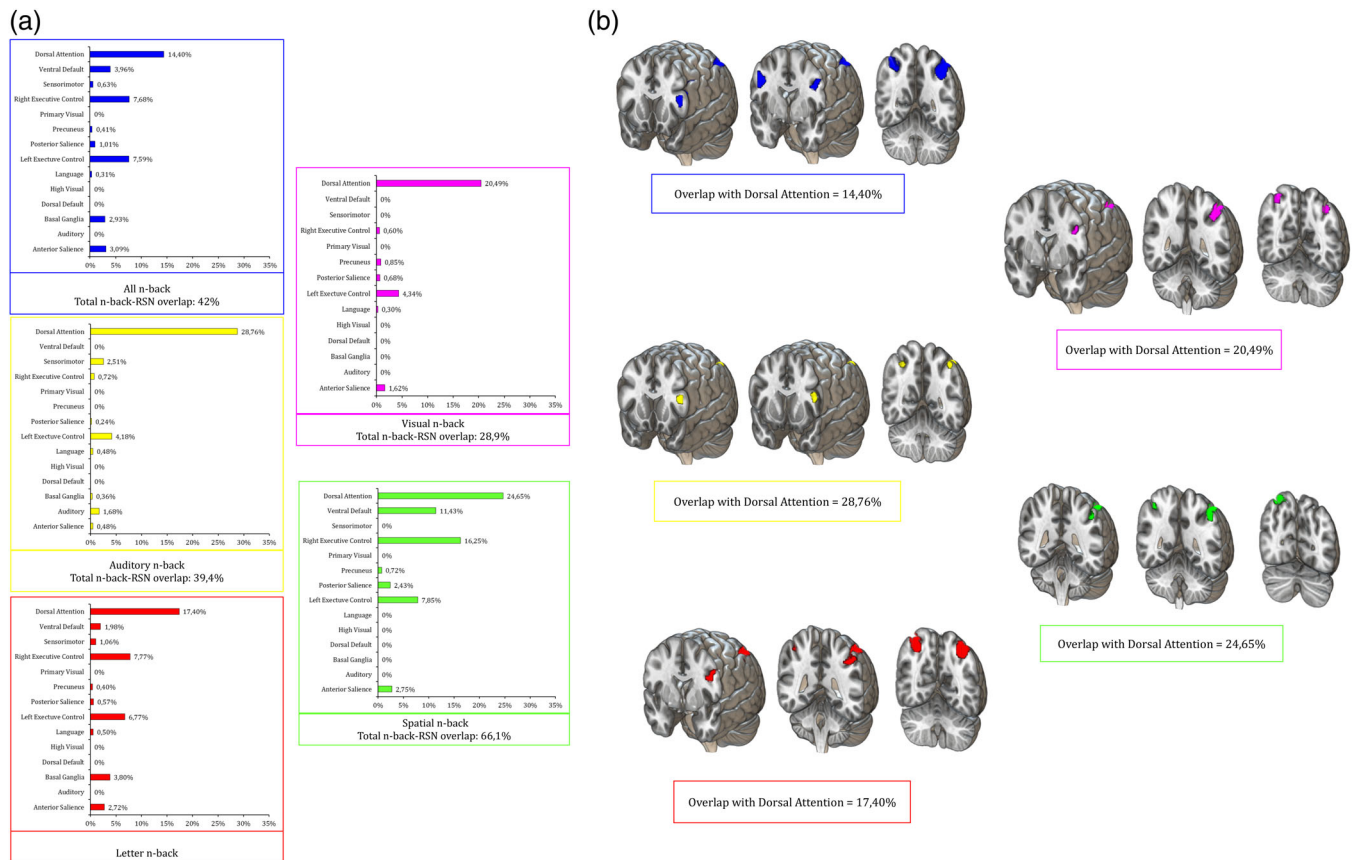 (a)
Dorsal Attention 14,40%
Ventral Default 3,96%
Sensorimotor 0,63%
Right Executive Control 7,68%
Primary Visual 0%
Precuneus 0,41%
Posterior Salience 1,01%
Left Exectuve Control 7,59%
Language 0,31%
High Visual 0%
Dorsal Default 0%
Basal Ganglia 2,93%
Auditory 0%
Anterior Salience 3,09%
0% 5% 10% 15% 20% 25% 30% 35%
All n-back
Total n-back-RSN overlap: 42%
Dorsal Attention 28,76%
Ventral Default 0%
Sensorimotor 2,51%
Right Executive Control 0,72%
Primary Visual 0%
Precuneus 0%
Posterior Salience 0,24%
Left Exectuve Control 4,18%
Language 0,48%
High Visual 0%
Dorsal Default 0%
Basal Ganglia 0,36%
Auditory 1,68%
Anterior Salience 0,48%
0% 5% 10% 15% 20% 25% 30% 35%
Auditory n-back
Total n-back-RSN overlap: 39,4%
Dorsal Attention 17,40%
Ventral Default 1,98%
Sensorimotor 1,06%
Right Executive Control 7,77%
Primary Visual 0%
Precuneus 0,40%
Posterior Salience 0,57%
Left Exectuve Control 6,77%
Language 0,50%
High Visual 0%
Dorsal Default 0%
Basal Ganglia 3,80%
Auditory 0%
Anterior Salience 2,72%
0% 5% 10% 15% 20% 25% 30% 35%
Letter n-back
Dorsal Attention 20,49%
Ventral Default 0%
Sensorimotor 0%
Right Executive Control 0,60%
Primary Visual 0%
Precuneus 0,85%
Posterior Salience 0,68%
Left Exectuve Control 4,34%
Language 0,30%
High Visual 0%
Dorsal Default 0%
Basal Ganglia 0%
Auditory 0%
Anterior Salience 1,62%
0% 5% 10% 15% 20% 25% 30% 35%
Visual n-back
Total n-back-RSN overlap: 28,9%
Dorsal Attention 24,65%
Ventral Default 11,43%
Sensorimotor 0%
Right Executive Control 16,25%
Primary Visual 0%
Precuneus 0,72%
Posterior Salience 2,43%
Left Exectuve Control 7,85%
Language 0%
High Visual 0%
Dorsal Default 0%
Basal Ganglia 0%
Auditory 0%
Anterior Salience 2,75%
0% 5% 10% 15% 20% 25% 30% 35%
Spatial n-back
Total n-back-RSN overlap: 66,1%
(b)
Overlap with Dorsal Attention = 14,40%
Overlap with Dorsal Attention = 28,76%
Overlap with Dorsal Attention = 17,40%
Overlap with Dorsal Attention = 20,49%
Overlap with Dorsal Attention = 24,65%